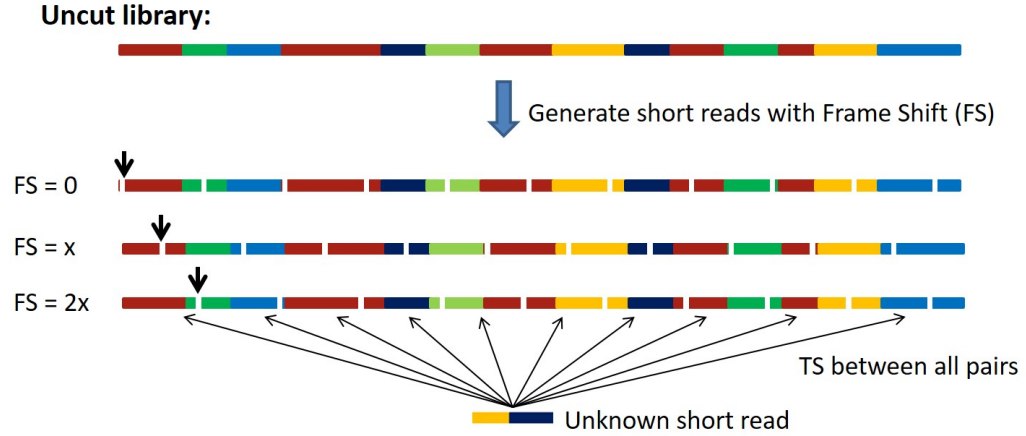 Uncut library:
Generate short reads with Frame Shift (FS)
FS = 0
FS = x
FS = 2x
TS between all pairs
Unknown short read